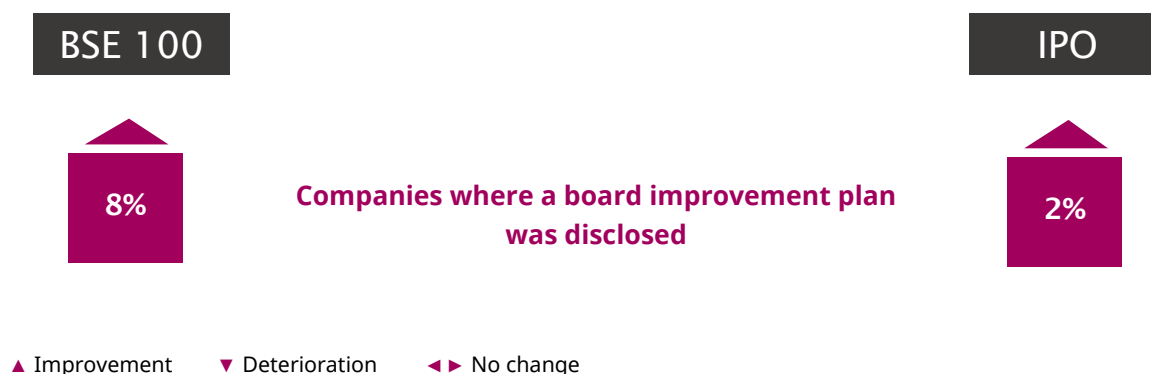 BSE 100
IPO
8%
Companies where a board improvement plan
was disclosed
2%
▲ Improvement ▼ Deterioration ◄ ► No change